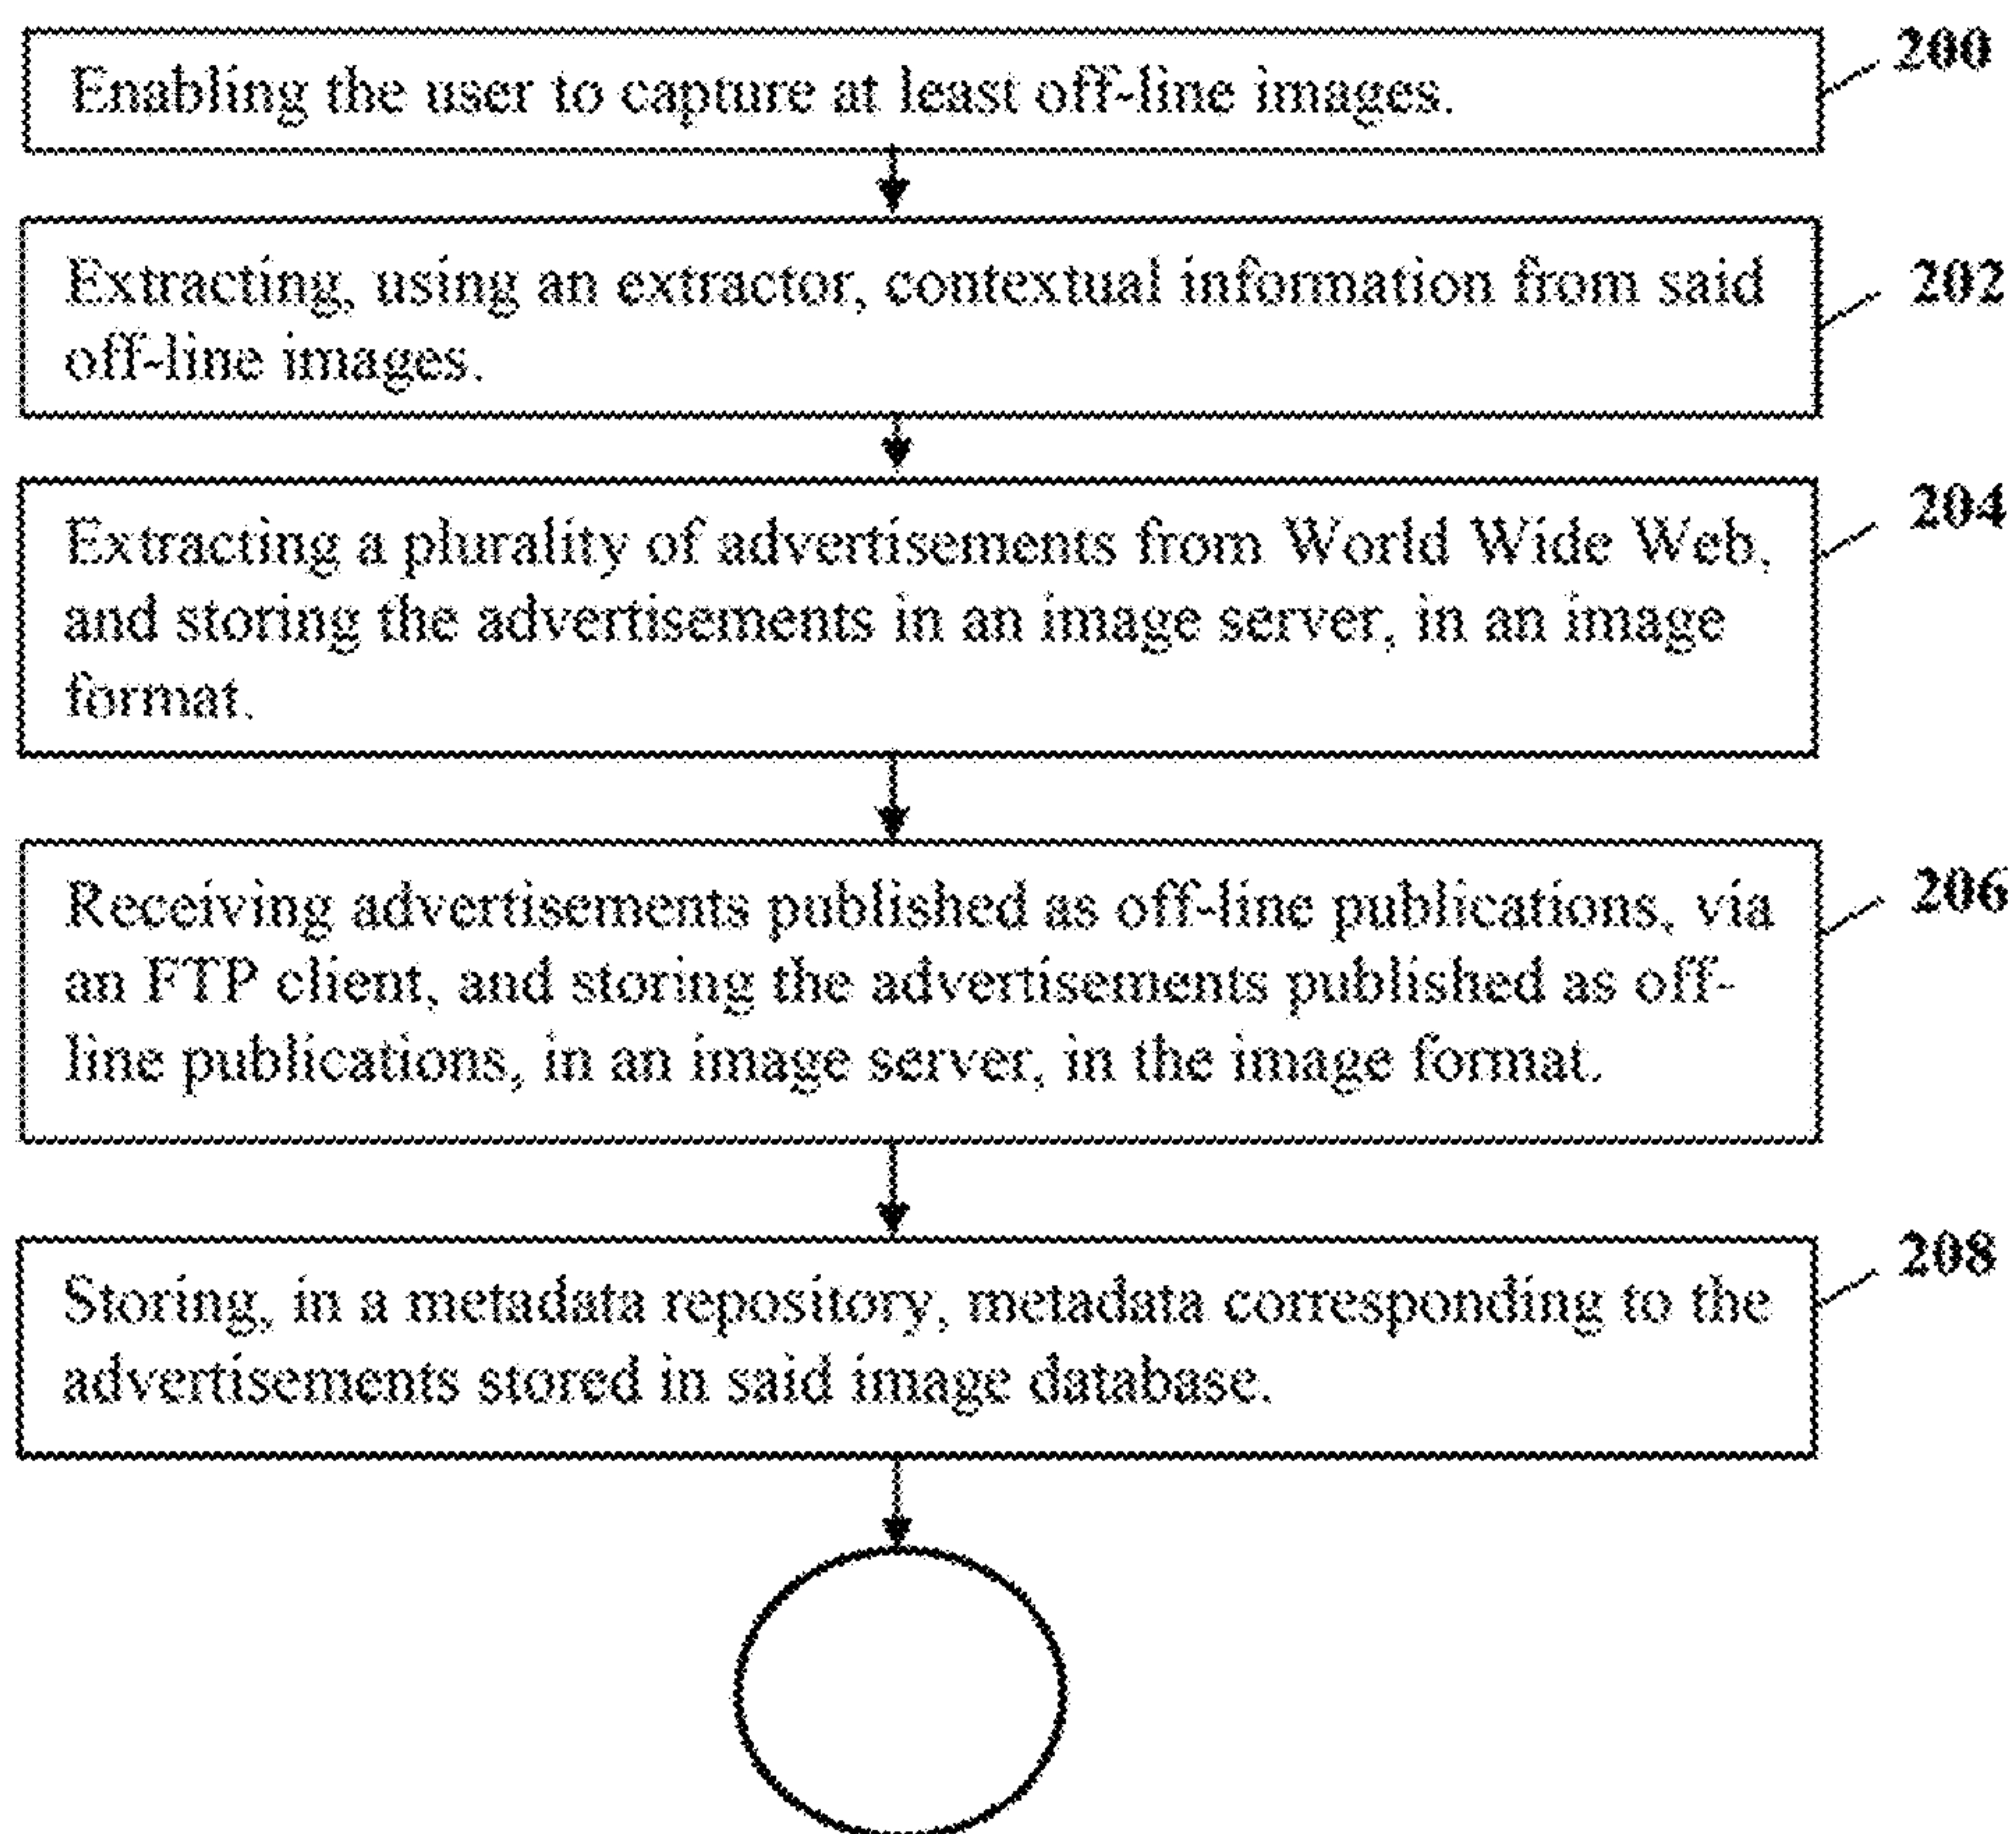 Enabling the user to capture at least off-line images.
200
Extracting, using an extractor, contextual information from said
off-line images.
202
Extracting a plurality of advertisements from World Wide Web,
and storing the advertisements in an image server, in an image
format.
204
Receiving advertisements published as off-line publications, via
an FTP client, and storing the advertisements published as off-
line publications, in an image server, in the image format.
206
Storing, in a metadata repository, metadata corresponding to the
advertisements stored in said image database.
208